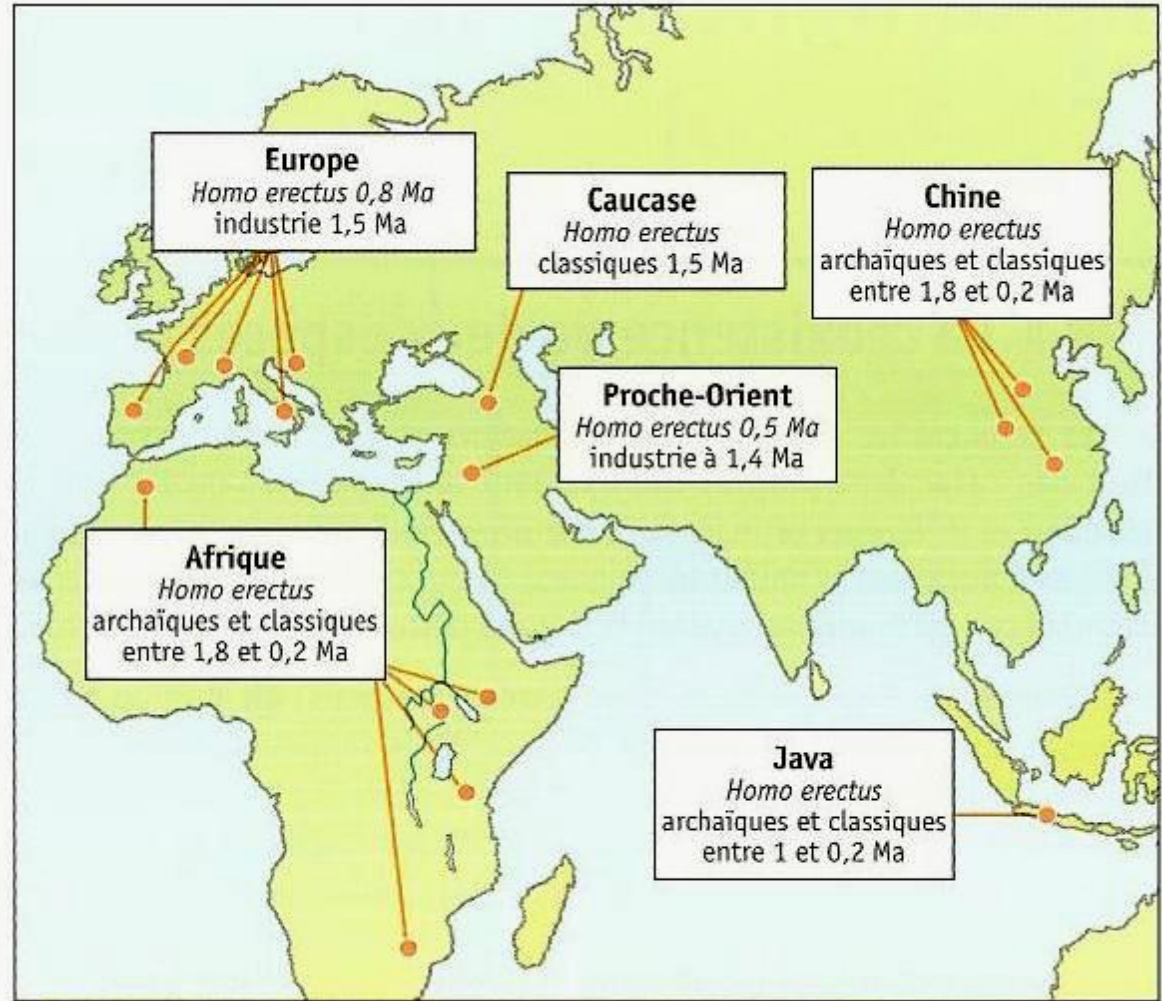 Europe
Homo erectus 0,8 Ma
industrie 1,5 Ma
Caucase
Homo erectus
classiques 1,5 Ma
Chine
Homo erectus
archaïques et classiques
entre 1,8 et 0,2 Ma
Proche-Orient
Homo erectus 0,5 Ma
industrie à 1,4 Ma
Afrique
Homo erectus
archaïques et classiques
entre 1,8 et 0,2 Ma
Java
Homo erectus
archaïques et classiques
entre 1 et 0,2 Ma